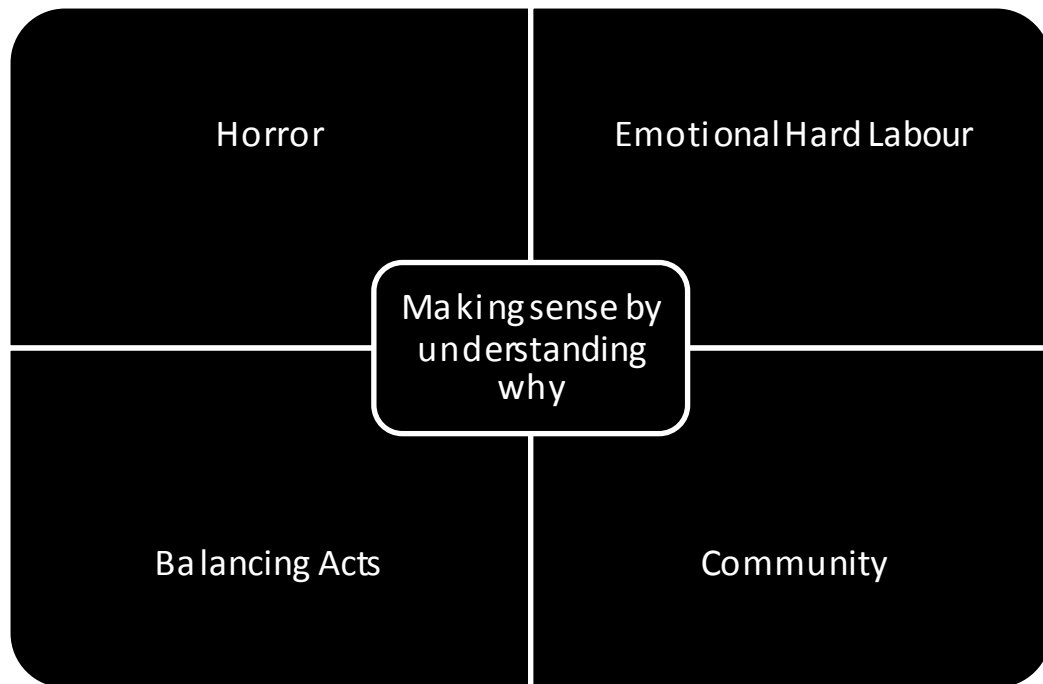 Horror
Emotional Hard Labour
Making sense by
understanding
why
Balancing Acts
Community